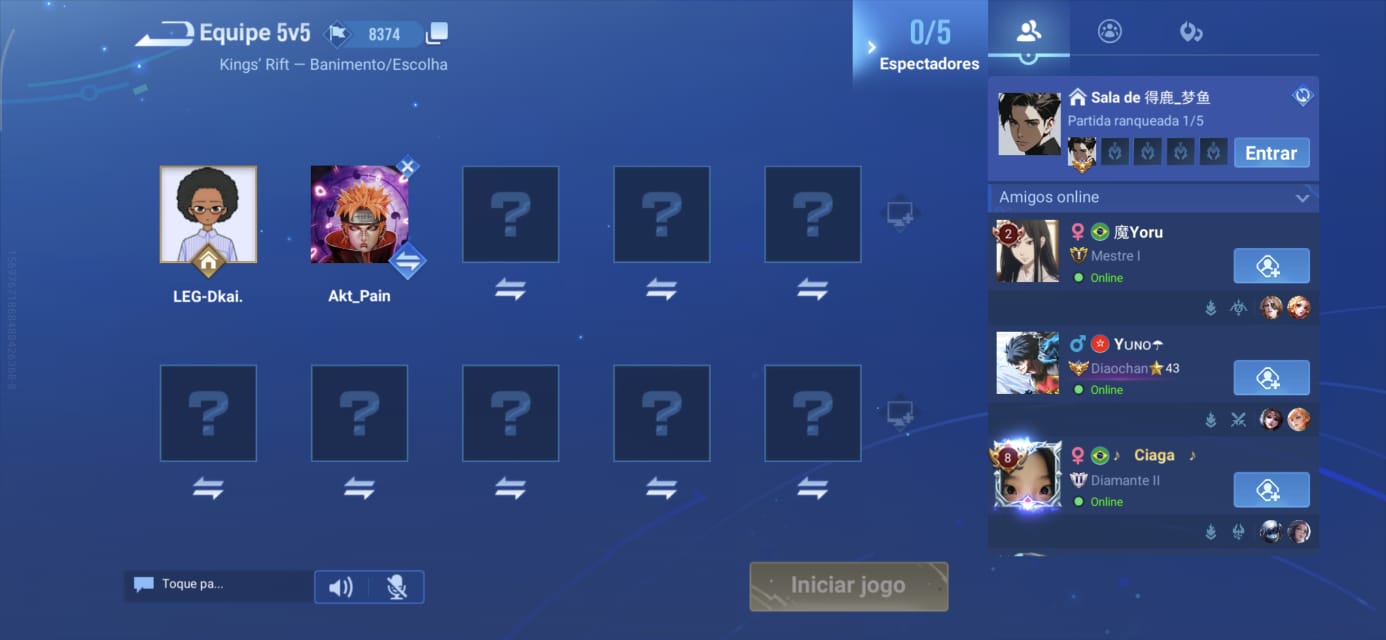 Equipe 5v5
8374
Kings' Rift — Banimento/Escolha
0/5
Espectadores
LEG-Dkai.
Akt_Pain
?
?
?
?
?
?
?
?
Toque pa...
Iniciar jogo
Sala de 得鹿_梦鱼
Partida ranqueada 1/5
Entrar
Amigos online
2
魔Yoru
Mestre I
Online
Yuno☂
Diaochan⭐43
Online
8
♪ Ciaga ♪
Diamante II
Online